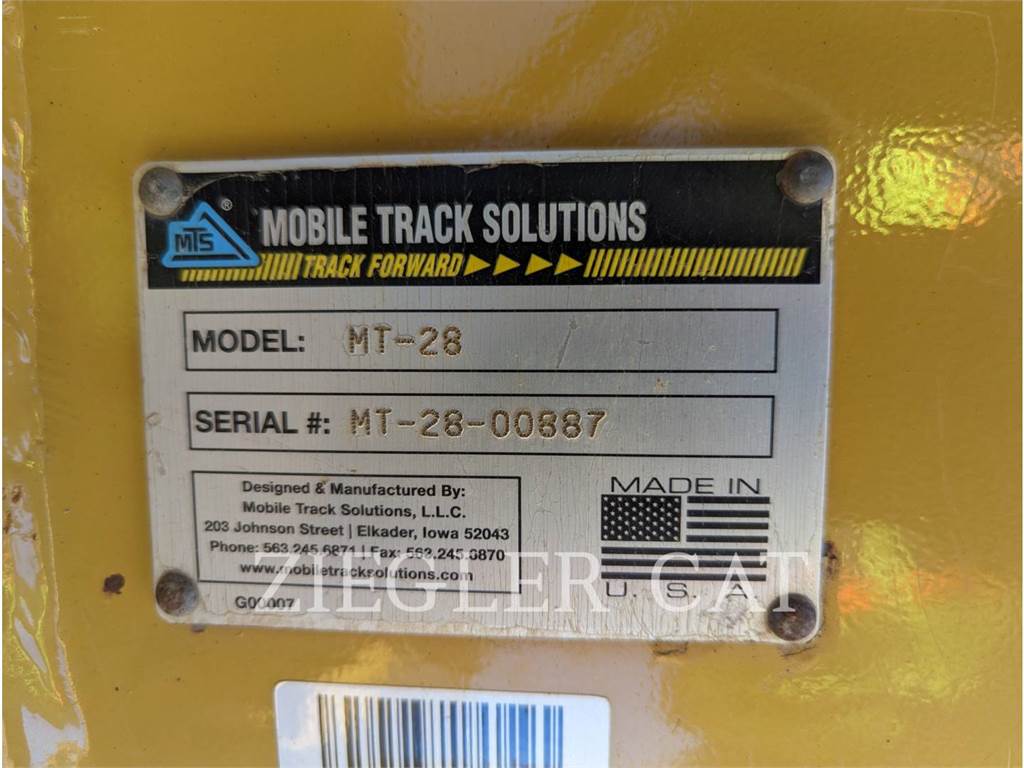 MTS ®
MOBILE TRACK SOLUTIONS
TRACK FORWARD
MODEL: MT-28
SERIAL #: MT-28-00887
Designed & Manufactured By:
Mobile Track Solutions, L.L.C.
203 Johnson Street | Elkader, Iowa 52043
Phone: 563.245.6871 | Fax: 563.245.6870
www.mobiletracksolutions.com
G00007
MADE IN
U. S. A.
ZIEGLER CAT